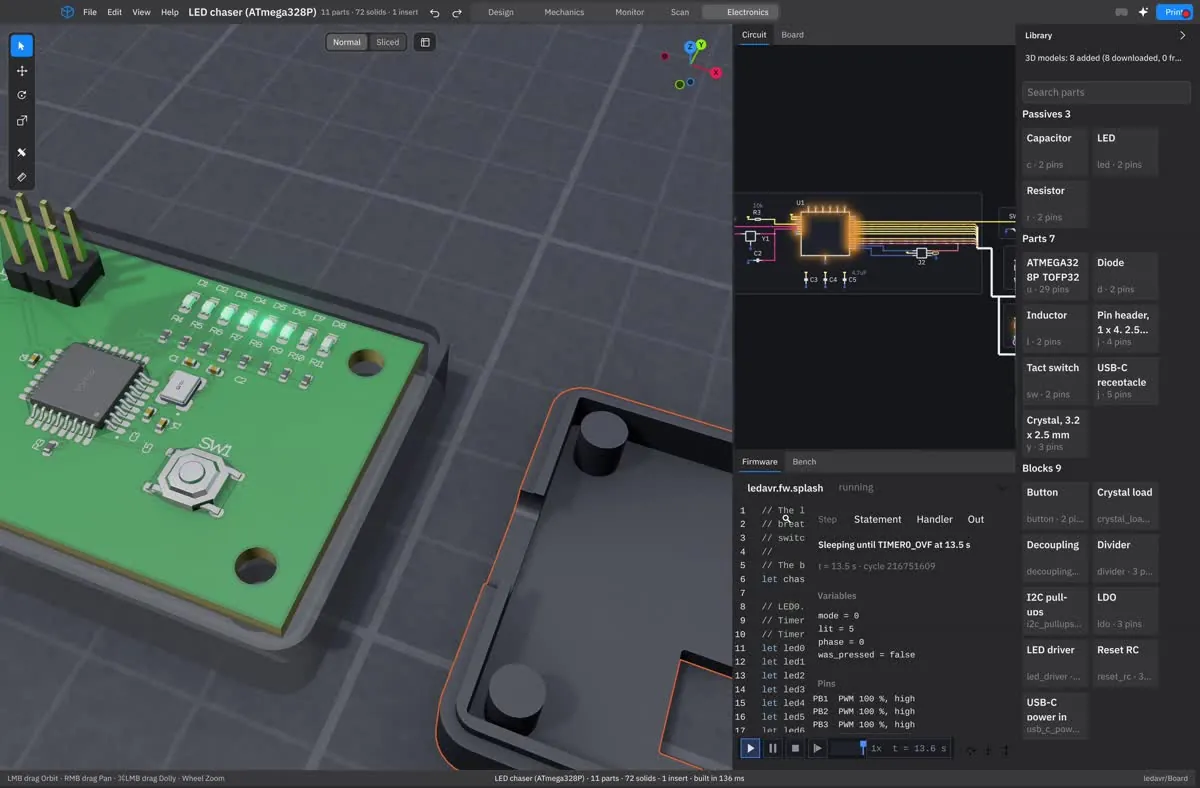 File Edit View Help LED chaser (ATmega328P) 11 parts · 72 solids · 1 insert
Design Mechanics Monitor Scan Electronics
Print
Normal Sliced
Z Y X
Circuit Board
Library
3D models: 8 added (8 downloaded, 0 fr...
Search parts
Passives 3
Capacitor LED
c · 2 pins led · 2 pins
Resistor
r · 2 pins
Parts 7
ATMEGA32 8P TQFP32 Diode
u · 29 pins d · 2 pins
Inductor Pin header, 1 x 4. 2.5...
l · 2 pins j · 4 pins
Tact switch USB-C receptacle
sw · 2 pins j · 5 pins
Crystal, 3.2 x 2.5 mm
y · 3 pins
Blocks 9
Button Crystal load
button · 2 pi... crystal_loa...
Decoupling Divider
decoupling... divider · 3 p...
I2C pull-ups LDO
i2c_pullups... ldo · 3 pins
LED driver Reset RC
led_driver ·... reset_rc · 3...
USB-C power in
usb_c_pow...
10k
R3
U1
Y1
C2
C3 C4 C5
4.7uF
J2
SW
D2 D3 D4 D5 D6 D7 D8
R4 R5 R6 R7 R8 R9 R10 R11
C1
C2
Y1
C3
SW1
Firmware Bench
ledavr.fw.splash running
1 // The l
2 // breat
3 // switc
4 //
5 // The b
6 let chas
7
8 // LED0.
9 // Timer
10 // Timer
11 let led0
12 let led1
13 let led2
14 let led3
15 let led4
16 let led5
17 let led6
Step Statement Handler Out
Sleeping until TIMER0_OVF at 13.5 s
t = 13.5 s · cycle 216751609
Variables
mode = 0
lit = 5
phase = 0
was_pressed = false
Pins
PB1 PWM 100 %, high
PB2 PWM 100 %, high
PB3 PWM 100 %, high
1x t = 13.6 s
LMB drag Orbit · RMB drag Pan · ⌘LMB drag Dolly · Wheel Zoom
LED chaser (ATmega328P) · 11 parts · 72 solids · 1 insert · built in 136 ms
ledavr/Board